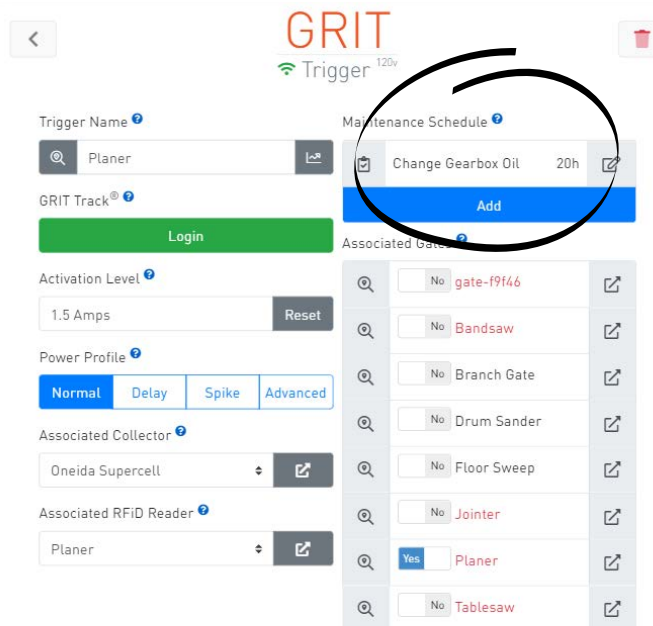 GRIT
Trigger 120v
Trigger Name ?
Planer
GRIT Track® ?
Login
Activation Level ?
1.5 Amps
Reset
Power Profile ?
Normal
Delay
Spike
Advanced
Associated Collector ?
Oneida Supercell
Associated RFiD Reader ?
Planer
Maintenance Schedule ?
Change Gearbox Oil 20h
Add
Associated Gates ?
No gate-f9f46
No Bandsaw
No Branch Gate
No Drum Sander
No Floor Sweep
No Jointer
Yes Planer
No Tablesaw